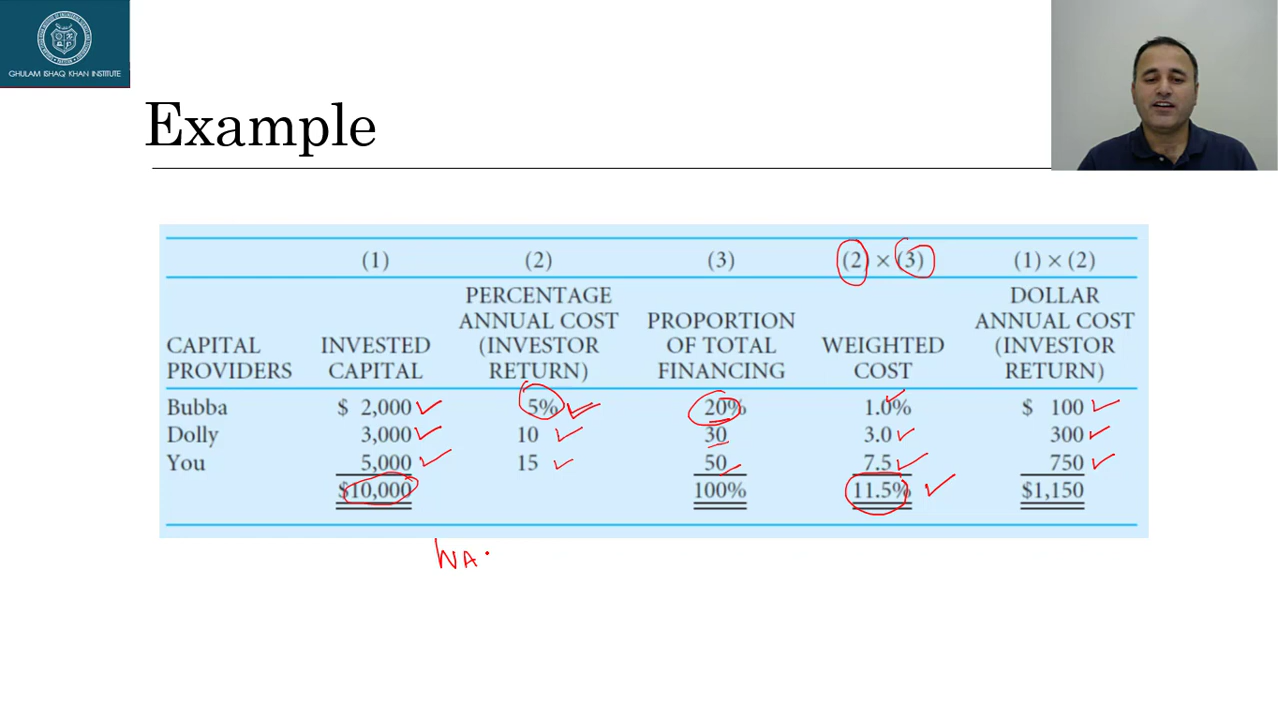 GHULAM ISHAQ KHAN INSTITUTE
Example
(1) (2) (3) (2) × (3) (1) × (2)
PERCENTAGE DOLLAR
ANNUAL COST PROPORTION ANNUAL COST
CAPITAL INVESTED (INVESTOR OF TOTAL WEIGHTED (INVESTOR
PROVIDERS CAPITAL RETURN) FINANCING COST RETURN)
Bubba $ 2,000 5% 20% 1.0% $ 100
Dolly 3,000 10 30 3.0 300
You 5,000 15 50 7.5 750
$10,000 100% 11.5% $1,150
WA